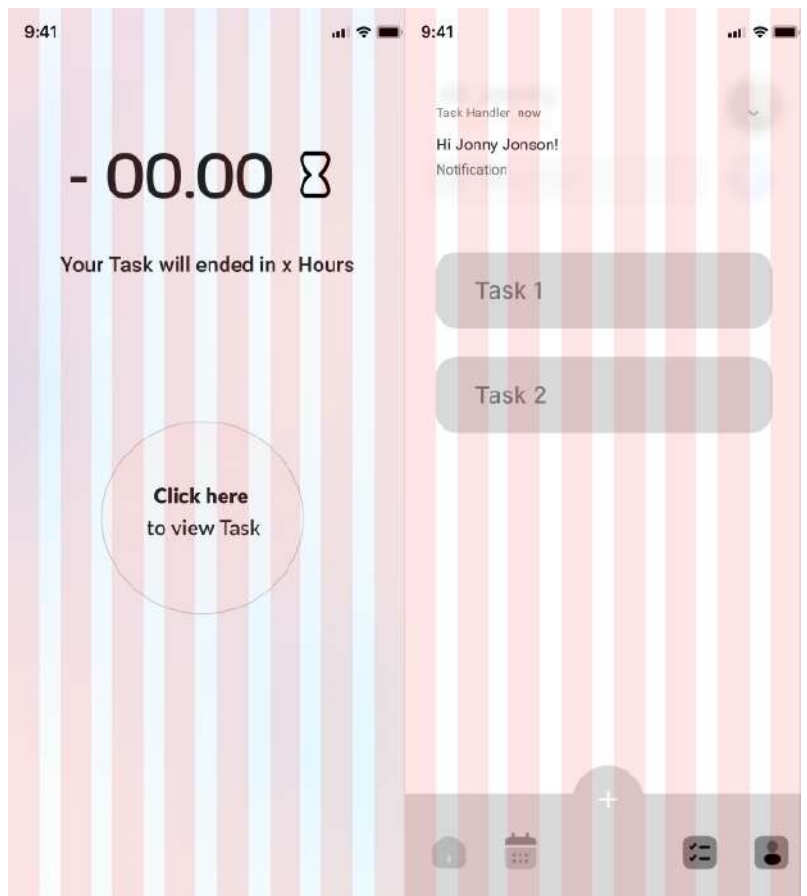 9:41
- 00.00
Your Task will ended in x Hours
Click here
to view Task
9:41
Task Handler now
Hi Jonny Jonson!
Notification
Task 1
Task 2
+